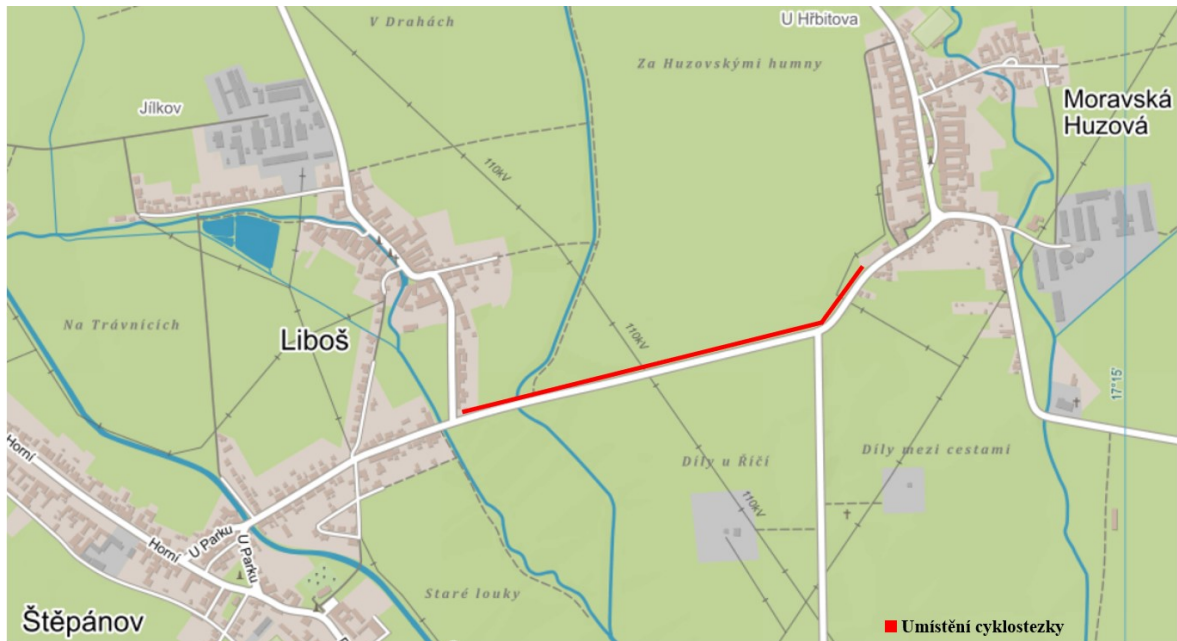 V Drahách
U Hřbitova
Za Huzovskými humny
Moravská
Huzová
Jílkov
110kV
Na Trávnících
Liboš
110kV
17°15'
Horní
Díly u Říčí
Díly mezi cestami
110kV
U Parku
Horní
U Parku
Staré louky
Štěpánov
Umístění cyklostezky